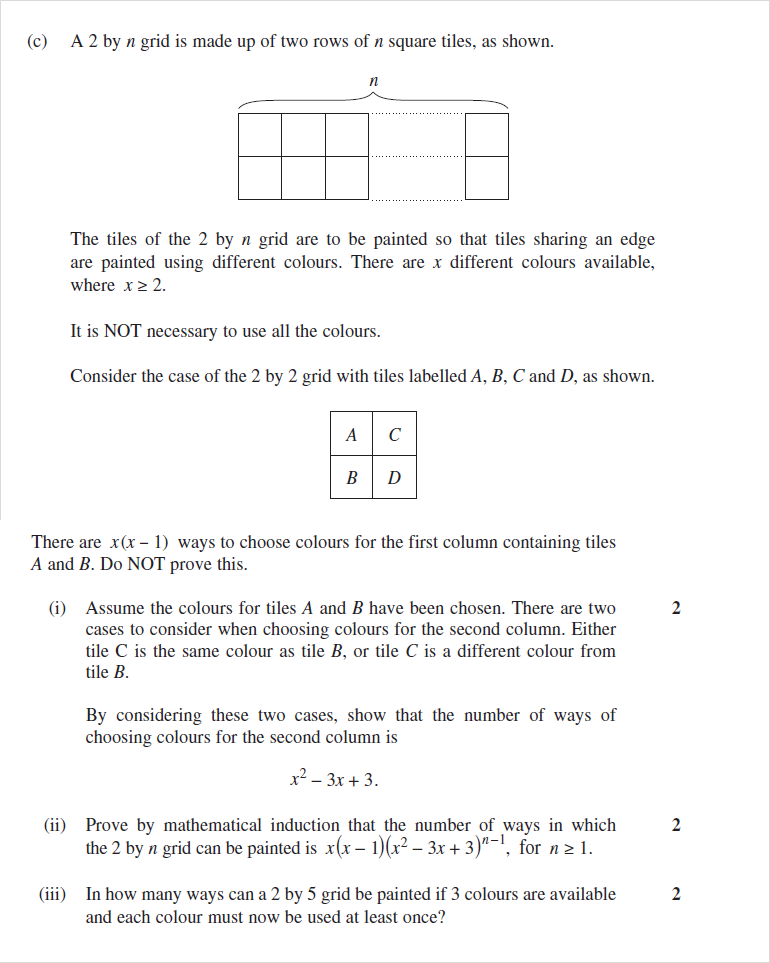 (c) A 2 by n grid is made up of two rows of n square tiles, as shown.
n
The tiles of the 2 by n grid are to be painted so that tiles sharing an edge
are painted using different colours. There are x different colours available,
where x ≥ 2.
It is NOT necessary to use all the colours.
Consider the case of the 2 by 2 grid with tiles labelled A, B, C and D, as shown.
A C
B D
There are x(x – 1) ways to choose colours for the first column containing tiles
A and B. Do NOT prove this.
(i) Assume the colours for tiles A and B have been chosen. There are two 2
cases to consider when choosing colours for the second column. Either
tile C is the same colour as tile B, or tile C is a different colour from
tile B.
By considering these two cases, show that the number of ways of
choosing colours for the second column is
x² – 3x + 3.
(ii) Prove by mathematical induction that the number of ways in which 2
the 2 by n grid can be painted is x(x – 1)(x² – 3x + 3)ⁿ⁻¹, for n ≥ 1.
(iii) In how many ways can a 2 by 5 grid be painted if 3 colours are available 2
and each colour must now be used at least once?